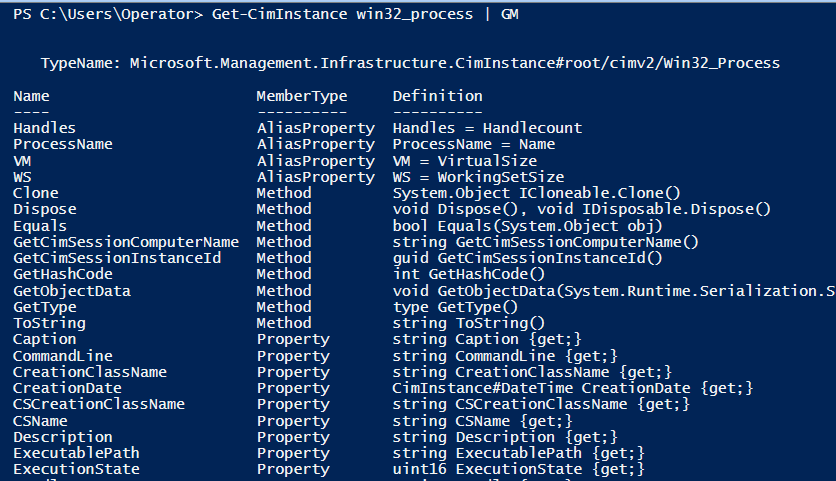 PS C:\Users\Operator> Get-CimInstance win32_process | GM
TypeName: Microsoft.Management.Infrastructure.CimInstance#root/cimv2/Win32_Process
Name MemberType Definition
---- ---------- ----------
Handles AliasProperty Handles = Handlecount
ProcessName AliasProperty ProcessName = Name
VM AliasProperty VM = VirtualSize
WS AliasProperty WS = WorkingSetSize
Clone Method System.Object ICloneable.Clone()
Dispose Method void Dispose(), void IDisposable.Dispose()
Equals Method bool Equals(System.Object obj)
GetCimSessionComputerName Method string GetCimSessionComputerName()
GetCimSessionInstanceId Method guid GetCimSessionInstanceId()
GetHashCode Method int GetHashCode()
GetObjectData Method void GetObjectData(System.Runtime.Serialization.S
GetType Method type GetType()
ToString Method string ToString()
Caption Property string Caption {get;}
CommandLine Property string CommandLine {get;}
CreationClassName Property string CreationClassName {get;}
CreationDate Property CimInstance#DateTime CreationDate {get;}
CSCreationClassName Property string CSCreationClassName {get;}
CSName Property string CSName {get;}
Description Property string Description {get;}
ExecutablePath Property string ExecutablePath {get;}
ExecutionState Property uint16 ExecutionState {get;}